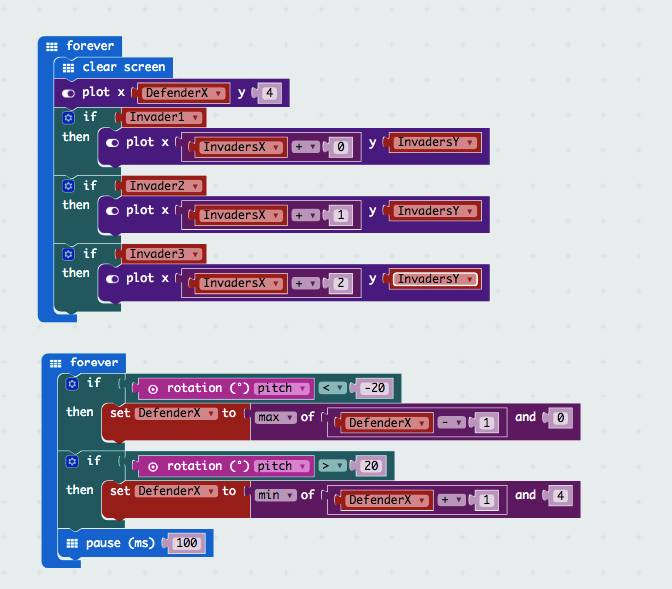 forever
clear screen
plot x DefenderX y 4
if Invader1
then plot x InvadersX + 0 y InvadersY
if Invader2
then plot x InvadersX + 1 y InvadersY
if Invader3
then plot x InvadersX + 2 y InvadersY
forever
if rotation (°) pitch < -20
then set DefenderX to max of DefenderX - 1 and 0
if rotation (°) pitch > 20
then set DefenderX to min of DefenderX + 1 and 4
pause (ms) 100